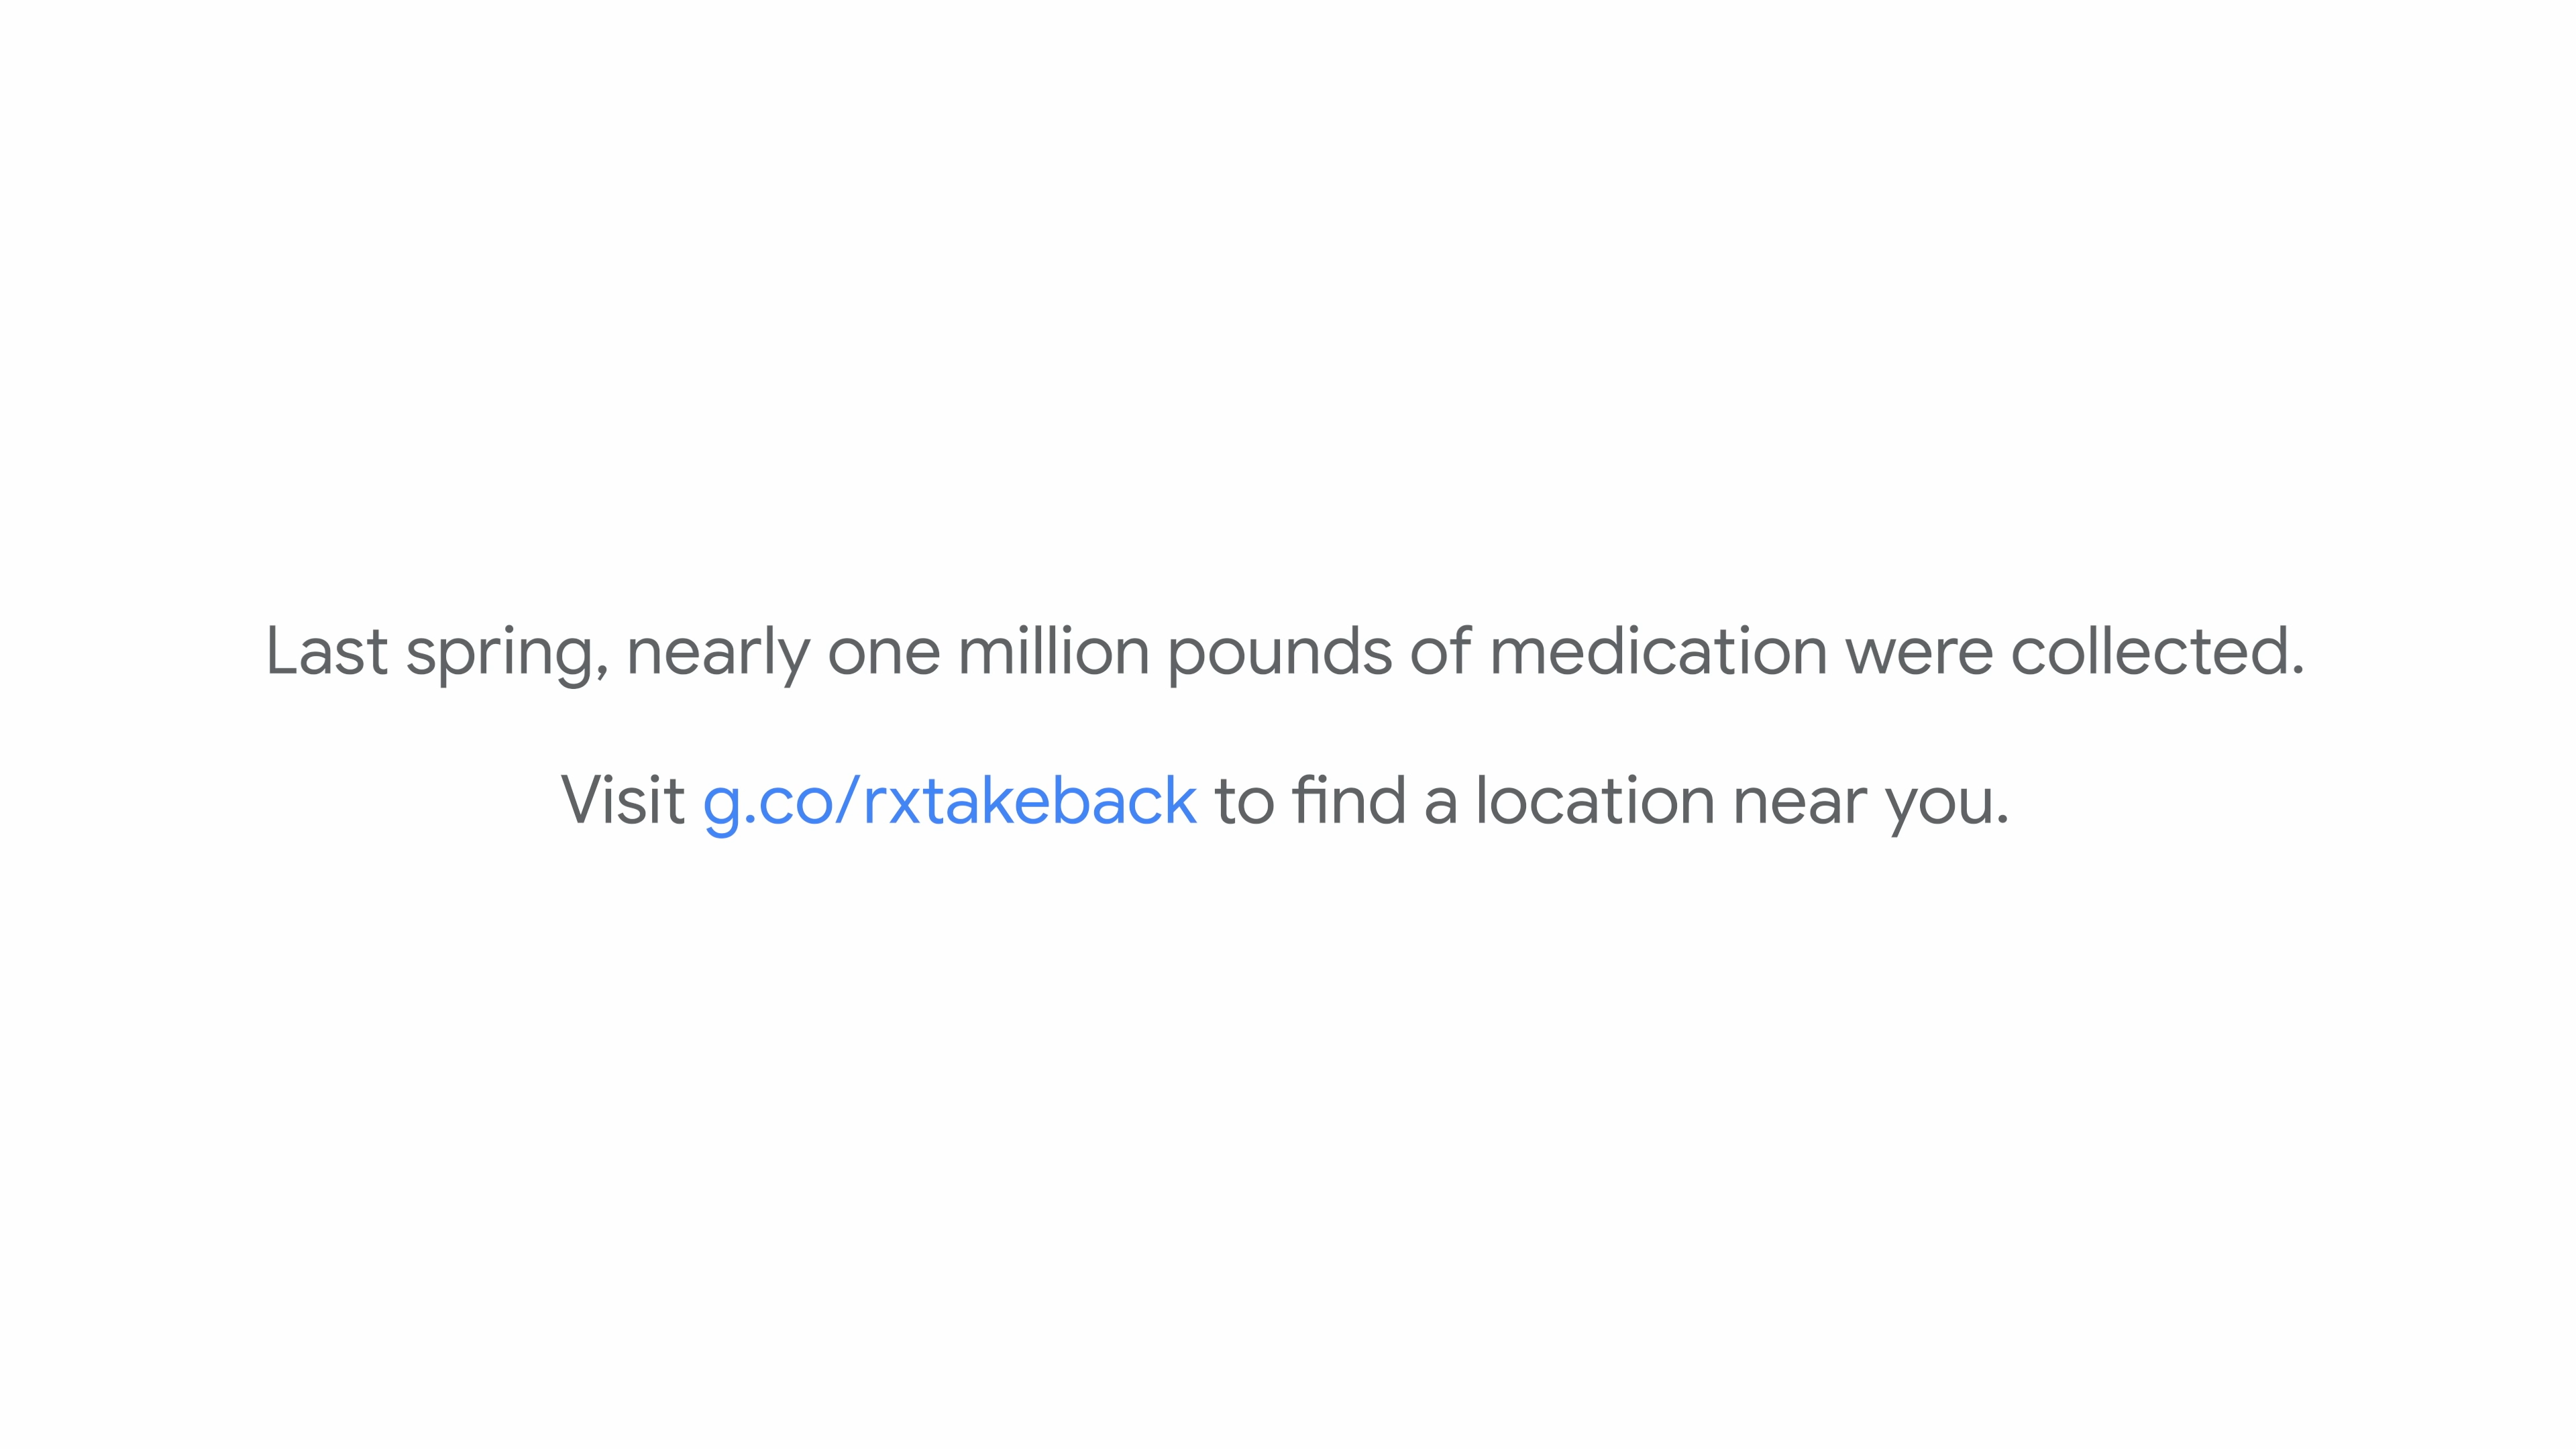 Last spring, nearly one million pounds of medication were collected.
Visit g.co/rxtakeback to find a location near you.